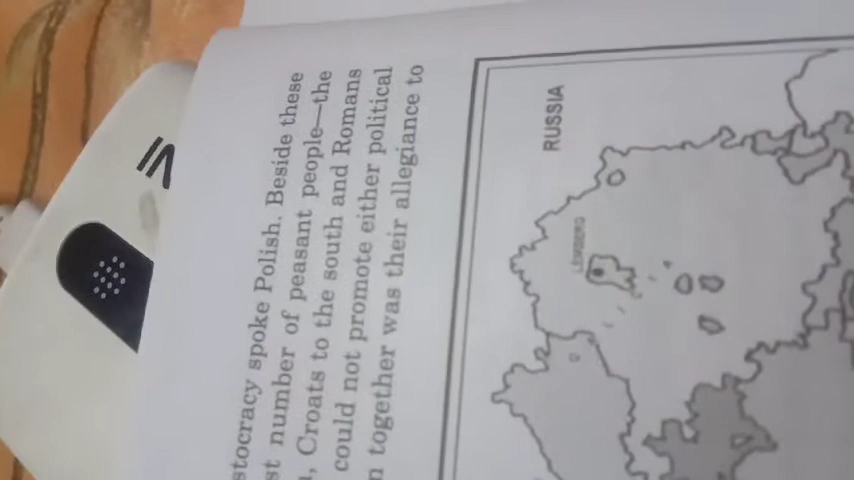 stocracy spoke Polish. Beside these
st number of peasant people—the
, Croats to the south and Romans
could not promote either political
n together was their allegiance to
RUSSIA
LEMBERG